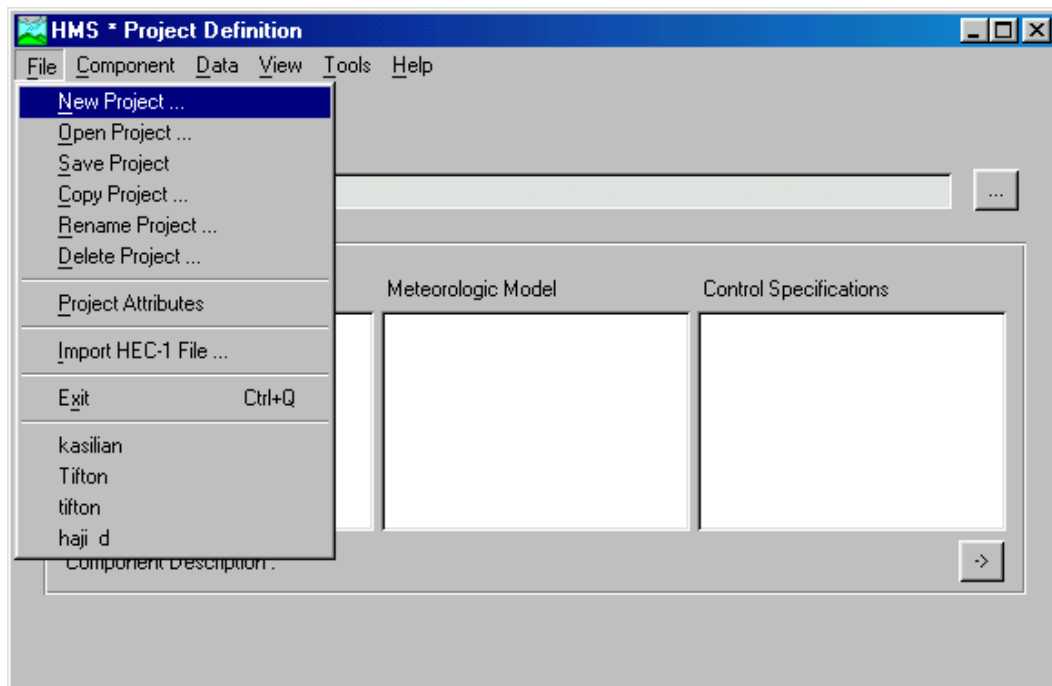 HMS * Project Definition
File Component Data View Tools Help
New Project ...
Open Project ...
Save Project
Copy Project ...
Rename Project ...
Delete Project ...
Project Attributes
Import HEC-1 File ...
Exit Ctrl+Q
kasilian
Tifton
tifton
haji d
...
Meteorologic Model
Control Specifications
Component Description :
->